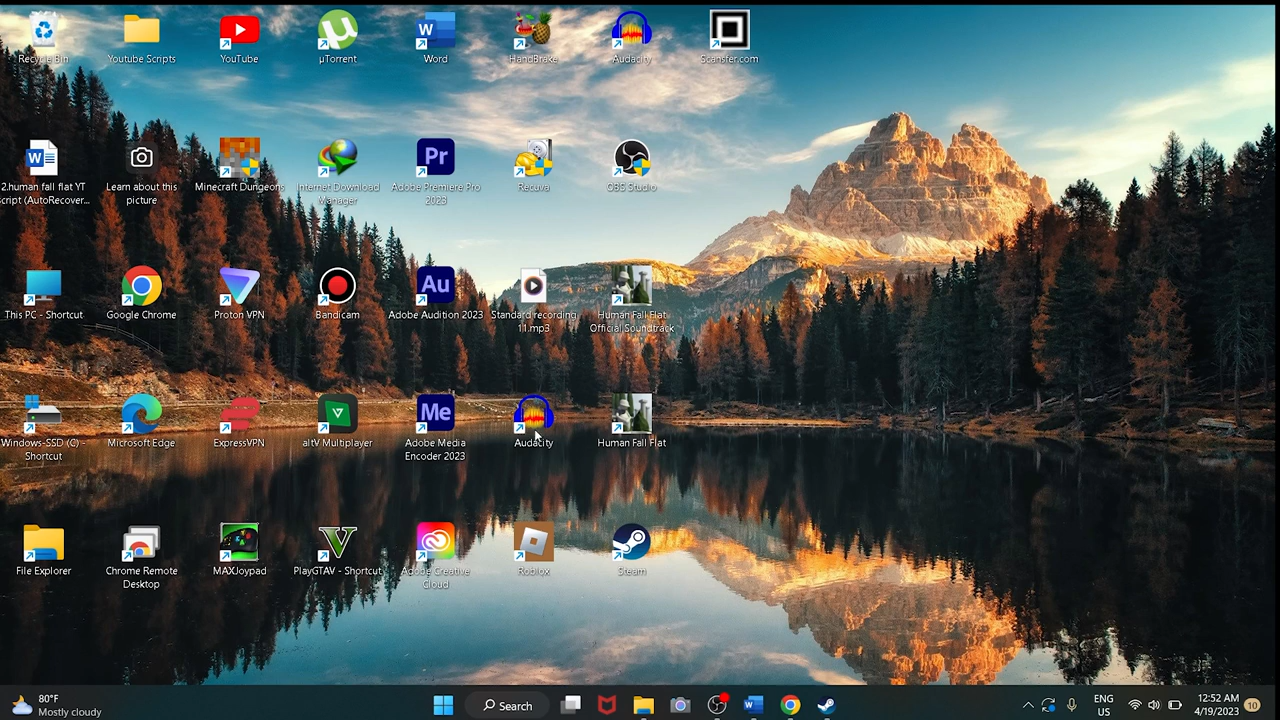 Recycle Bin
Youtube Scripts
YouTube
µTorrent
Word
HandBrake
Audacity
Scanster.com
2.human fall flat YT
script (AutoRecover...
Learn about this
picture
Minecraft Dungeons
Internet Download
Manager
Pr
Adobe Premiere Pro
2023
Recuva
OBS Studio
This PC - Shortcut
Google Chrome
Proton VPN
Bandicam
Au
Adobe Audition 2023
Standard recording
11.mp3
Human Fall Flat
Official Soundtrack
Windows-SSD (C) -
Shortcut
Microsoft Edge
ExpressVPN
altV Multiplayer
Me
Adobe Media
Encoder 2023
Audacity
Human Fall Flat
File Explorer
Chrome Remote
Desktop
MAXJoypad
PlayGTAV - Shortcut
Adobe Creative
Cloud
Roblox
Steam
80°F
Mostly cloudy
Search
ENG
US
12:52 AM
4/19/2023
10